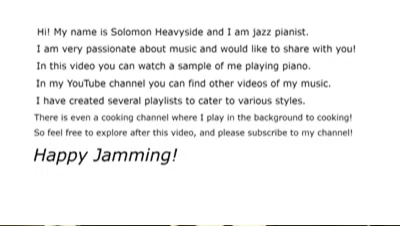 Hi! My name is Solomon Heavyside and I am jazz pianist.
I am very passionate about music and would like to share with you!
In this video you can watch a sample of me playing piano.
In my YouTube channel you can find other videos of my music.
I have created several playlists to cater to various styles.
There is even a cooking channel where I play in the background to cooking!
So feel free to explore after this video, and please subscribe to my channel!
Happy Jamming!